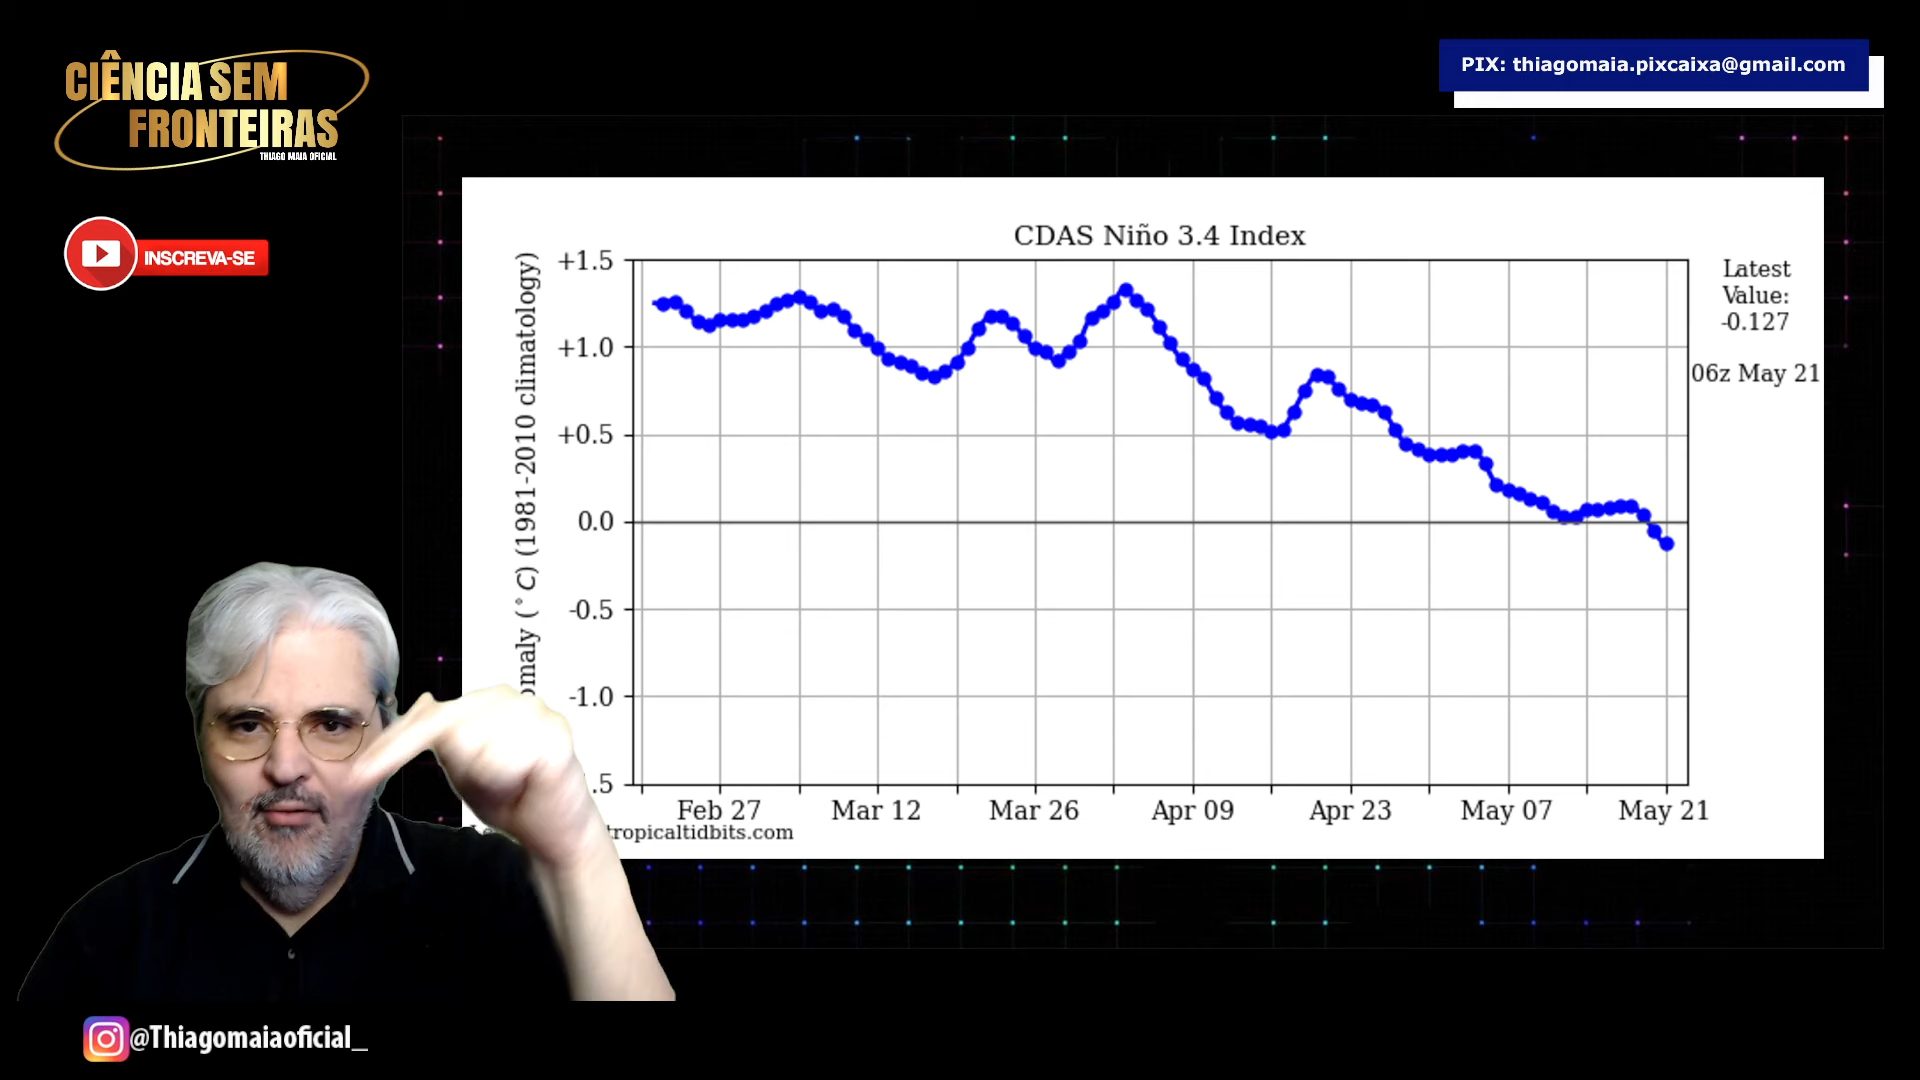 CIÊNCIA SEM
FRONTEIRAS
THIAGO MAIA OFICIAL
INSCREVA-SE
PIX: thiagomaia.pixcaixa@gmail.com
CDAS Niño 3.4 Index
+1.5
+1.0
+0.5
0.0
-0.5
-1.0
.5
omaly (°C) (1981-2010 climatology)
Latest
Value:
-0.127
06z May 21
Feb 27 Mar 12 Mar 26 Apr 09 Apr 23 May 07 May 21
tropicaltidbits.com
@Thiagomaiaoficial_